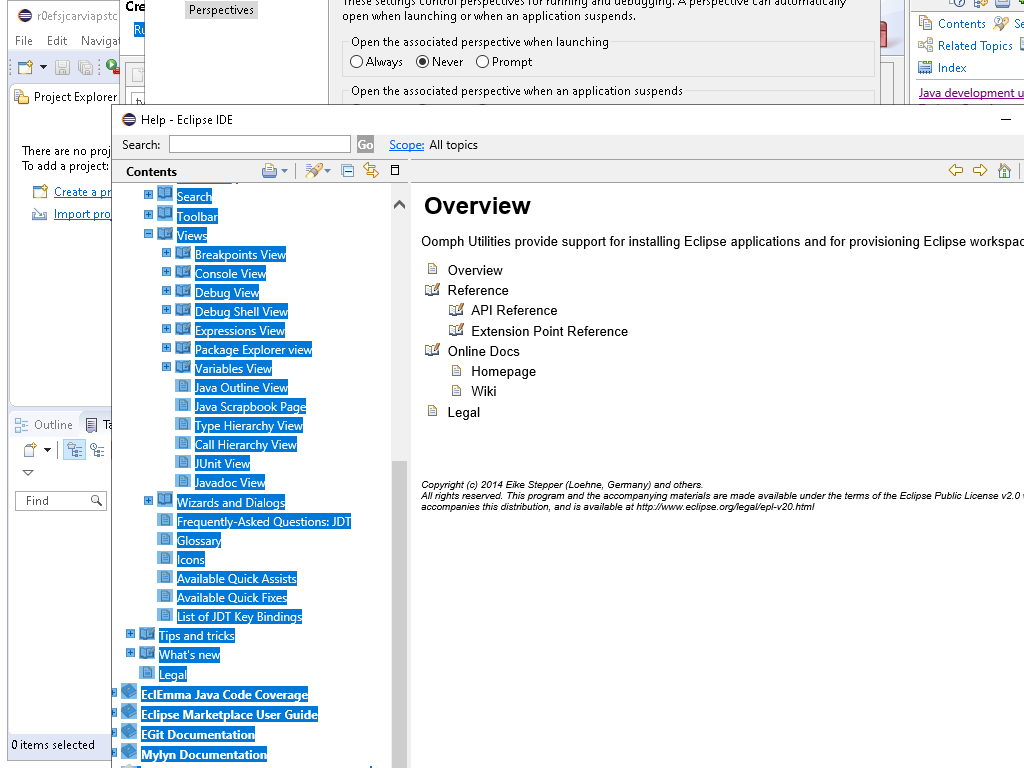 r0efsjcarviapstc
File Edit Navigat
Project Explorer
There are no proj
To add a project:
Create a pr
Import pro
Outline
Find
0 items selected
Cre
Perspectives
These settings control perspectives for running and debugging. A perspective can automatically
open when launching or when an application suspends.
Open the associated perspective when launching
Always Never Prompt
Open the associated perspective when an application suspends
Contents
Related Topics
Index
Java development u
Help - Eclipse IDE
Search: Go Scope: All topics
Contents
Search
Toolbar
Views
Breakpoints View
Console View
Debug View
Debug Shell View
Expressions View
Package Explorer view
Variables View
Java Outline View
Java Scrapbook Page
Type Hierarchy View
Call Hierarchy View
JUnit View
Javadoc View
Wizards and Dialogs
Frequently-Asked Questions: JDT
Glossary
Icons
Available Quick Assists
Available Quick Fixes
List of JDT Key Bindings
Tips and tricks
What's new
Legal
EclEmma Java Code Coverage
Eclipse Marketplace User Guide
EGit Documentation
Mylyn Documentation
Overview
Oomph Utilities provide support for installing Eclipse applications and for provisioning Eclipse workspac
Overview
Reference
API Reference
Extension Point Reference
Online Docs
Homepage
Wiki
Legal
Copyright (c) 2014 Eike Stepper (Loehne, Germany) and others.
All rights reserved. This program and the accompanying materials are made available under the terms of the Eclipse Public License v2.0
accompanies this distribution, and is available at http://www.eclipse.org/legal/epl-v20.html